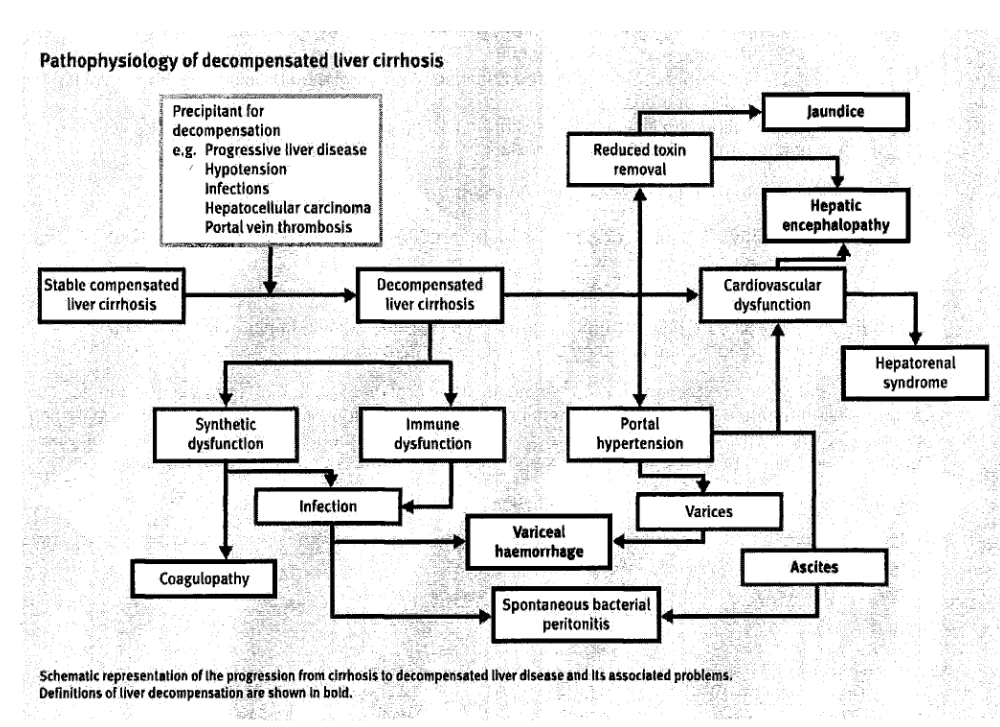 Pathophysiology of decompensated liver cirrhosis
Precipitant for
decompensation
e.g. Progressive liver disease
Hypotension
Infections
Hepatocellular carcinoma
Portal vein thrombosis
Jaundice
Reduced toxin
removal
Hepatic
encephalopathy
Stable compensated
liver cirrhosis
Decompensated
liver cirrhosis
Cardiovascular
dysfunction
Hepatorenal
syndrome
Synthetic
dysfunction
Immune
dysfunction
Portal
hypertension
Infection
Varices
Variceal
haemorrhage
Ascites
Coagulopathy
Spontaneous bacterial
peritonitis
Schematic representation of the progression from cirrhosis to decompensated liver disease and its associated problems.
Definitions of liver decompensation are shown in bold.